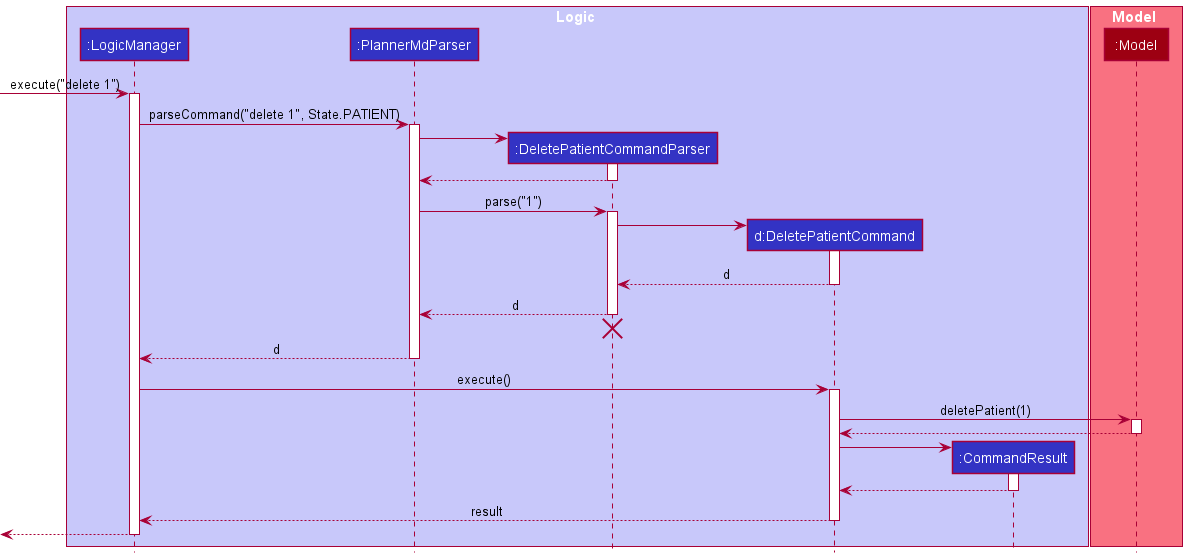 Logic
Model
:LogicManager
:PlannerMdParser
:Model
execute("delete 1")
parseCommand("delete 1", State.PATIENT)
:DeletePatientCommandParser
parse("1")
d:DeletePatientCommand
d
d
d
execute()
deletePatient(1)
:CommandResult
result